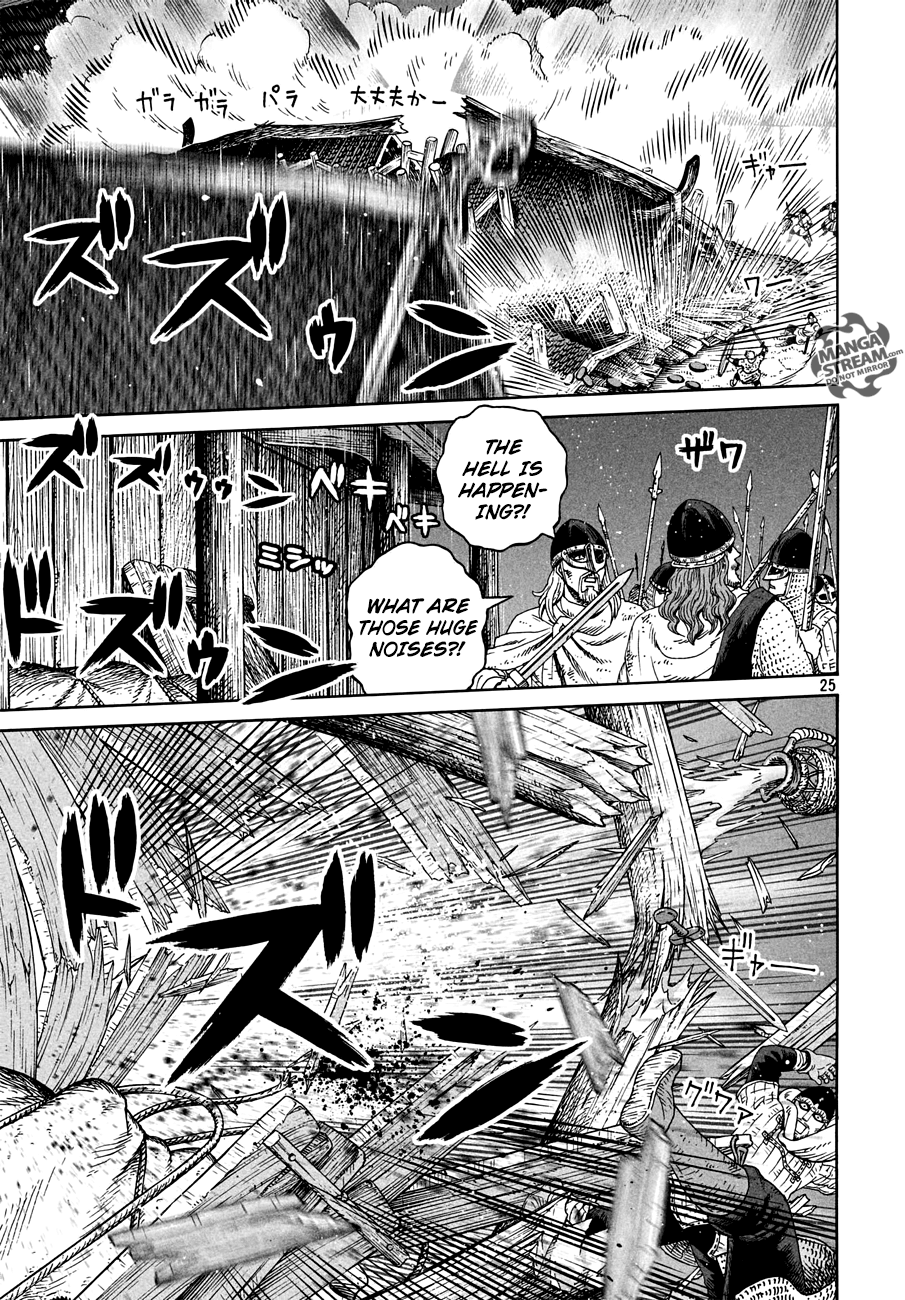 ギャー
大丈夫かー
パラ
ガラ
ガラ
ワー
ズズゥン
MANGA
STREAM.com
DO NOT MIRROR
ザワ
THE
HELL IS
HAPPEN-
ING?!
WHAT ARE
THOSE HUGE
NOISES?!
ベキ
ベキ
ミシッ
ズズゥゥン
ドズゥン
25
ドズン
ギャー
グワァ